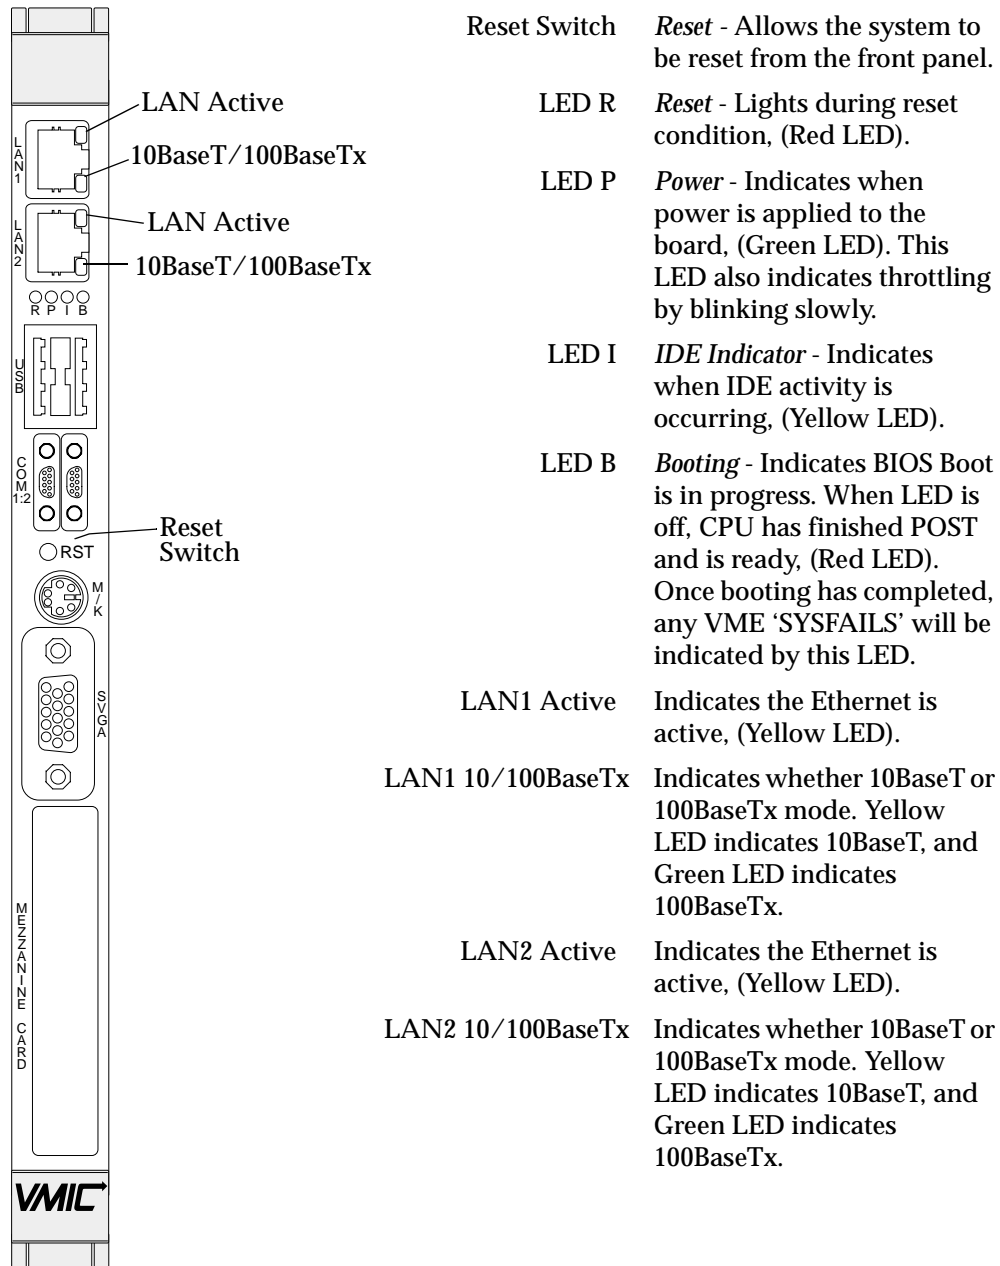 LAN Active
10BaseT/100BaseTx
LAN1
LAN Active
10BaseT/100BaseTx
LAN2
R P I B
USB
COM
1:2
Reset
Switch
RST
M/K
SVGA
MEZZANINE CARD
VMIC
Reset Switch Reset - Allows the system to
be reset from the front panel.
LED R Reset - Lights during reset
condition, (Red LED).
LED P Power - Indicates when
power is applied to the
board, (Green LED). This
LED also indicates throttling
by blinking slowly.
LED I IDE Indicator - Indicates
when IDE activity is
occurring, (Yellow LED).
LED B Booting - Indicates BIOS Boot
is in progress. When LED is
off, CPU has finished POST
and is ready, (Red LED).
Once booting has completed,
any VME ‘SYSFAILS’ will be
indicated by this LED.
LAN1 Active Indicates the Ethernet is
active, (Yellow LED).
LAN1 10/100BaseTx Indicates whether 10BaseT or
100BaseTx mode. Yellow
LED indicates 10BaseT, and
Green LED indicates
100BaseTx.
LAN2 Active Indicates the Ethernet is
active, (Yellow LED).
LAN2 10/100BaseTx Indicates whether 10BaseT or
100BaseTx mode. Yellow
LED indicates 10BaseT, and
Green LED indicates
100BaseTx.